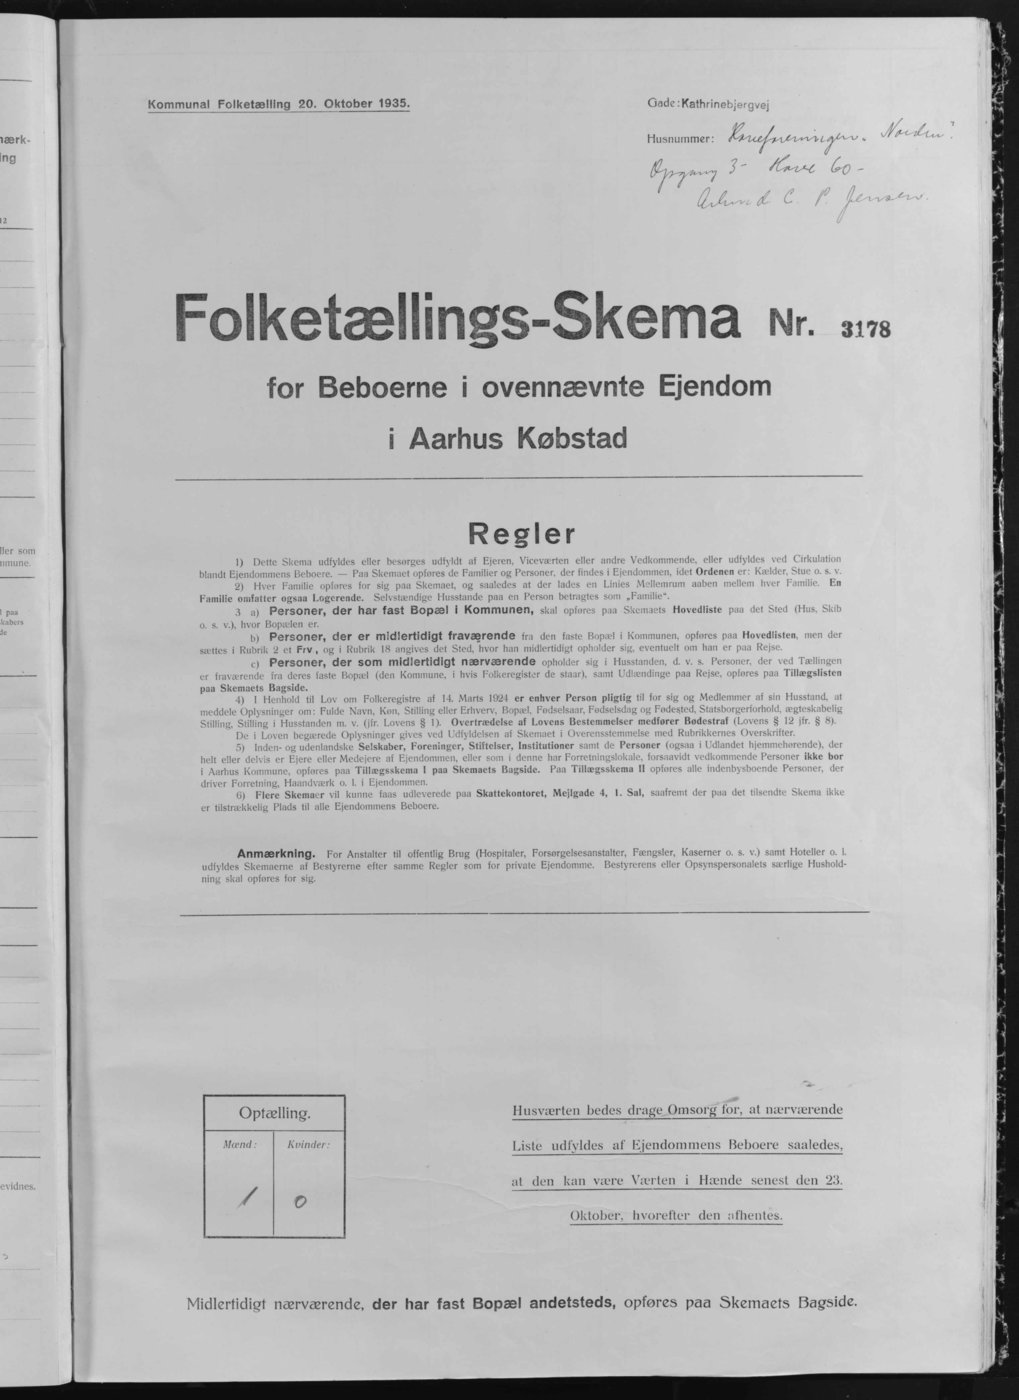 Kommunal Folketælling 20. Oktober 1935.
Gade: Kathrinebjergvej
Husnummer: Haveforeningen "Norden".
Opgang 3 - Have 60 -
C. P. Jensen.
Folketællings-Skema Nr. 3178
for Beboerne i ovennævnte Ejendom
i Aarhus Købstad
Regler
1) Dette Skema udfyldes eller besørges udfyldt af Ejeren, Viceværten eller andre Vedkommende, eller udfyldes ved Cirkulation
blandt Ejendommens Beboere. — Paa Skemaet opføres de Familier og Personer, der findes i Ejendommen, idet Ordenen er: Kælder, Stue o. s. v.
2) Hver Familie opføres for sig paa Skemaet, og saaledes at der lades en Linies Mellemrum aaben mellem hver Familie. En
Familie omfatter ogsaa Logerende. Selvstændige Husstande paa en Person betragtes som „Familie".
3 a) Personer, der har fast Bopæl i Kommunen, skal opføres paa Skemaets Hovedliste paa det Sted (Hus, Skib
o. s. v.), hvor Bopælen er.
b) Personer, der er midlertidigt fraværende fra den faste Bopæl i Kommunen, opføres paa Hovedlisten, men der
sættes i Rubrik 2 et Frv, og i Rubrik 18 angives det Sted, hvor han midlertidigt opholder sig, eventuelt om han er paa Rejse.
c) Personer, der som midlertidigt nærværende opholder sig i Husstanden, d. v. s. Personer, der ved Tællingen
er fraværende fra deres faste Bopæl (den Kommune, i hvis Folkeregister de staar), samt Udlændinge paa Rejse, opføres paa Tillægslisten
paa Skemaets Bagside.
4) I Henhold til Lov om Folkeregistre af 14. Marts 1924 er enhver Person pligtig til for sig og Medlemmer af sin Husstand, at
meddele Oplysninger om: Fulde Navn, Køn, Stilling eller Erhverv, Bopæl, Fødselsaar, Fødselsdag og Fødested, Statsborgerforhold, ægteskabelig
Stilling, Stilling i Husstanden m. v. (jfr. Lovens § 1). Overtrædelse af Lovens Bestemmelser medfører Bødestraf (Lovens § 12 jfr. § 8).
De i Loven begærede Oplysninger gives ved Udfyldelsen af Skemaet i Overensstemmelse med Rubrikkernes Overskrifter.
5) Inden- og udenlandske Selskaber, Foreninger, Stiftelser, Institutioner samt de Personer (ogsaa i Udlandet hjemmehørende), der
helt eller delvis er Ejere eller Medejere af Ejendommen, eller som i denne har Forretningslokale, forsaavidt vedkommende Personer ikke bor
i Aarhus Kommune, opføres paa Tillægsskema I paa Skemaets Bagside. Paa Tillægsskema II opføres alle indenbysboende Personer, der
driver Forretning, Haandværk o. l. i Ejendommen.
6) Flere Skemaer vil kunne faas udleverede paa Skattekontoret, Mejlgade 4, 1. Sal, saafremt der paa det tilsendte Skema ikke
er tilstrækkelig Plads til alle Ejendommens Beboere.
Anmærkning. For Anstalter til offentlig Brug (Hospitaler, Forsørgelsesanstalter, Fængsler, Kaserner o. s. v.) samt Hoteller o. l.
udfyldes Skemaerne af Bestyrerne efter samme Regler som for private Ejendomme. Bestyrerens eller Opsynspersonalets særlige Hushold-
ning skal opføres for sig.
Optælling.
Mænd: Kvinder:
1 0
Husværten bedes drage Omsorg for, at nærværende
Liste udfyldes af Ejendommens Beboere saaledes,
at den kan være Værten i Hænde senest den 23.
Oktober, hvorefter den afhentes.
Midlertidigt nærværende, der har fast Bopæl andetsteds, opføres paa Skemaets Bagside.